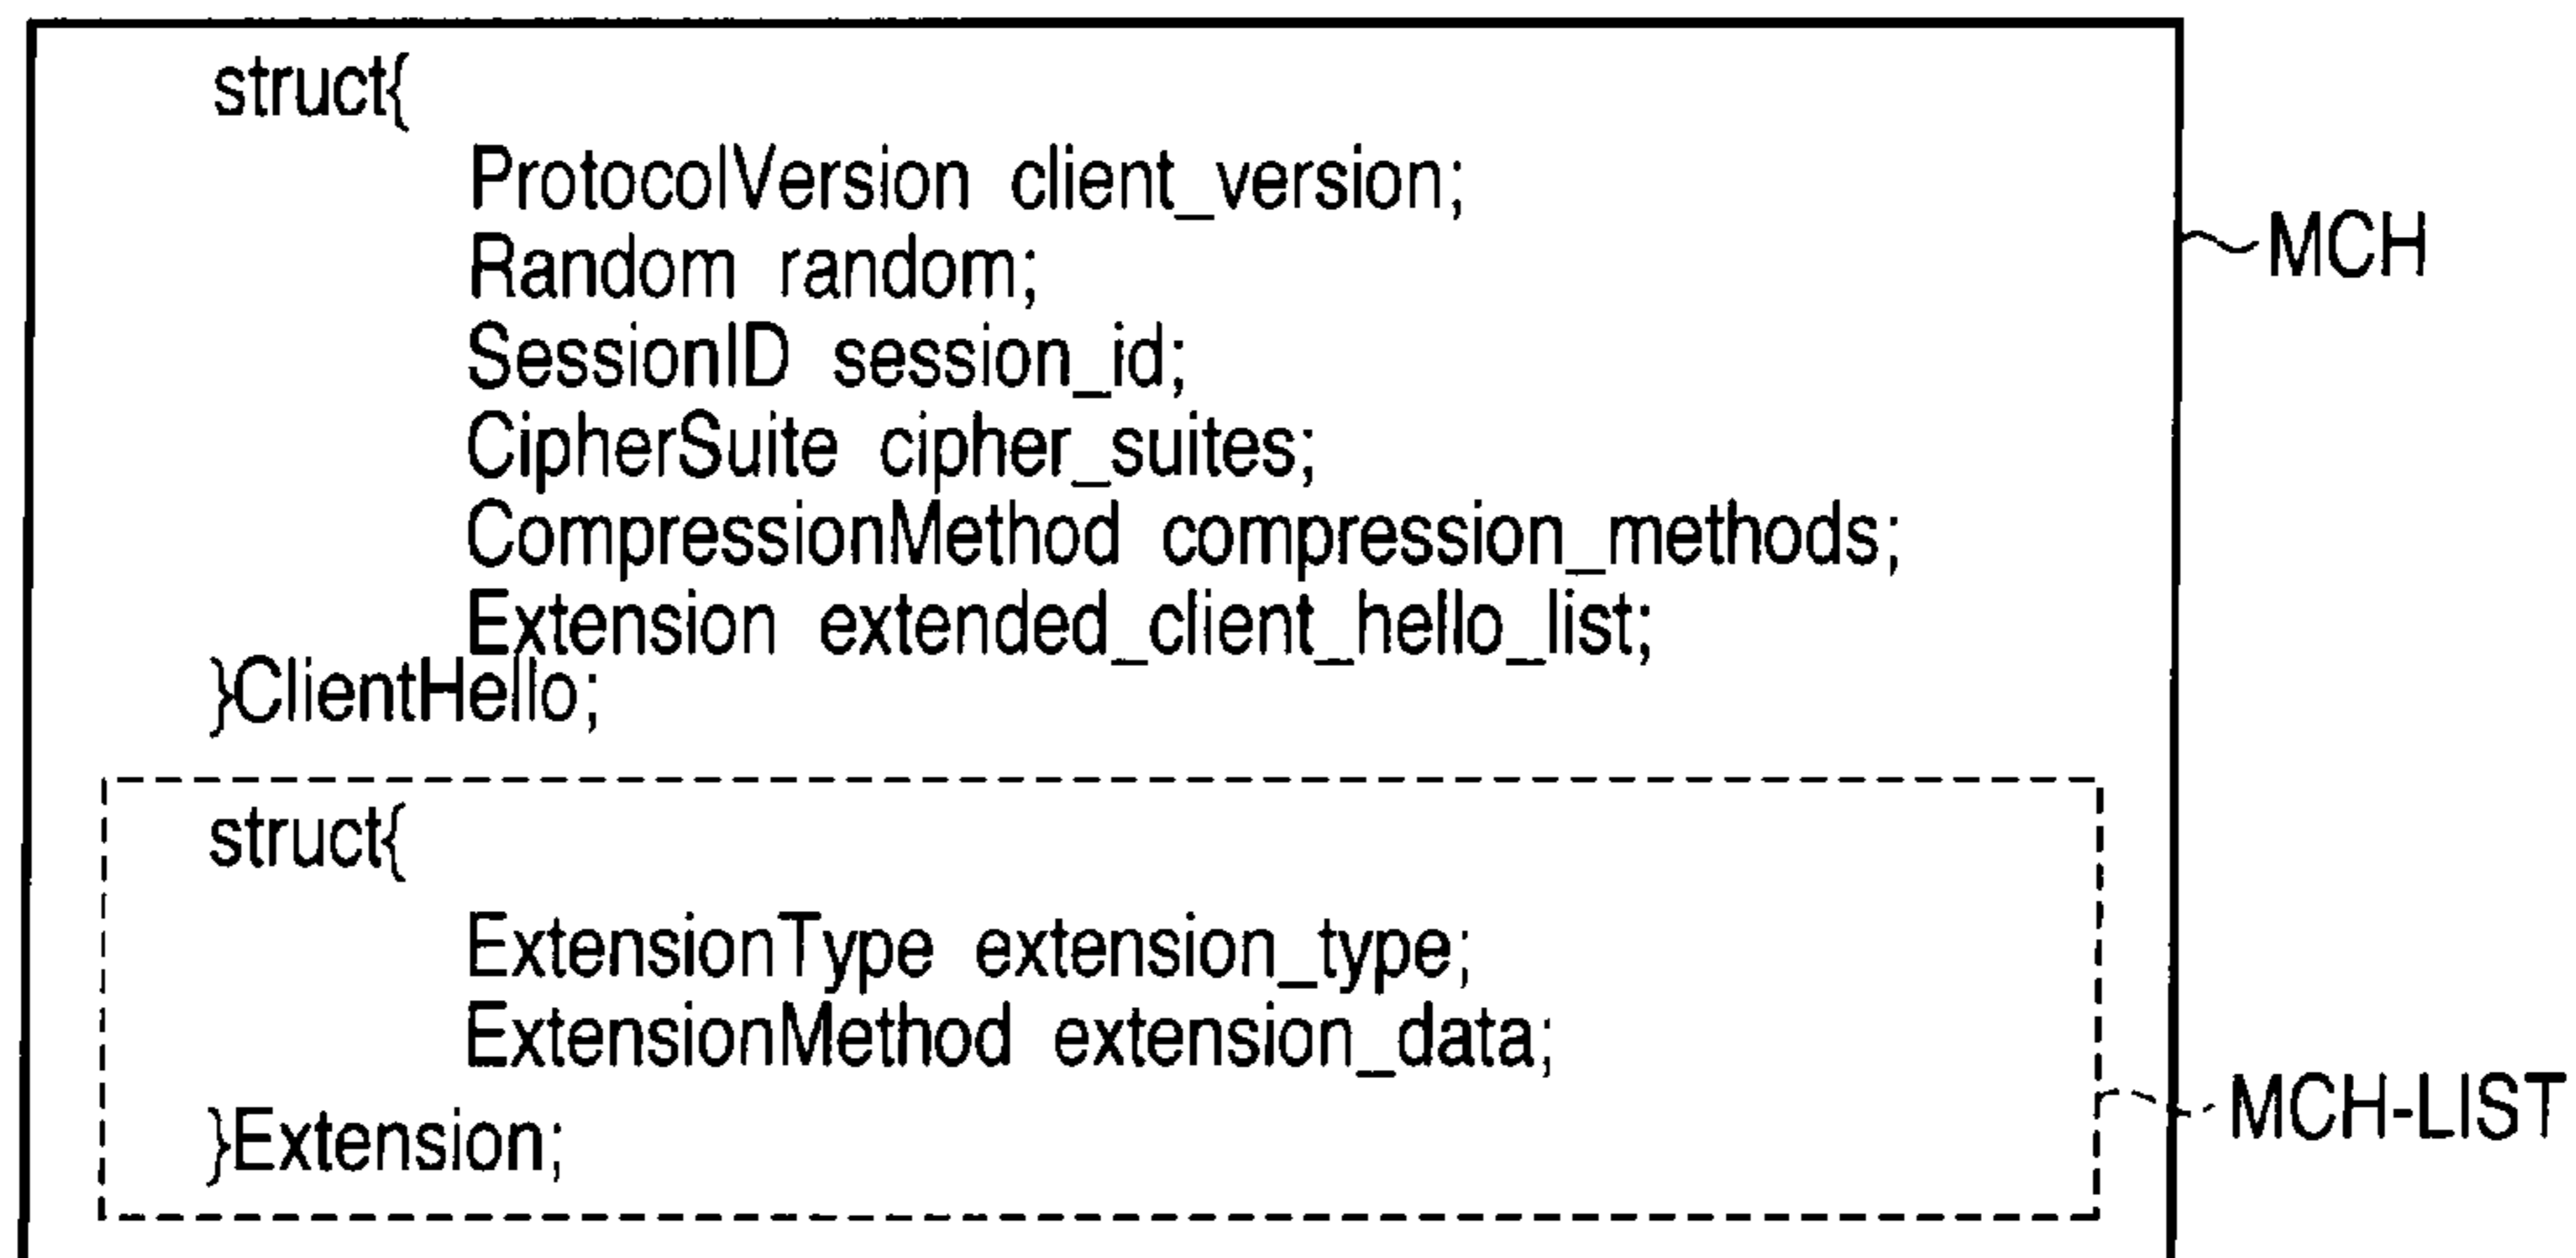 struct{
ProtocolVersion client_version;
MCH
Random random;
SessionID session_id;
CipherSuite cipher_suites;
CompressionMethod compression_methods;
Extension extended_client_hello_list;
}ClientHello;
struct{
ExtensionType extension_type;
ExtensionMethod extension_data;
MCH-LIST
}Extension;